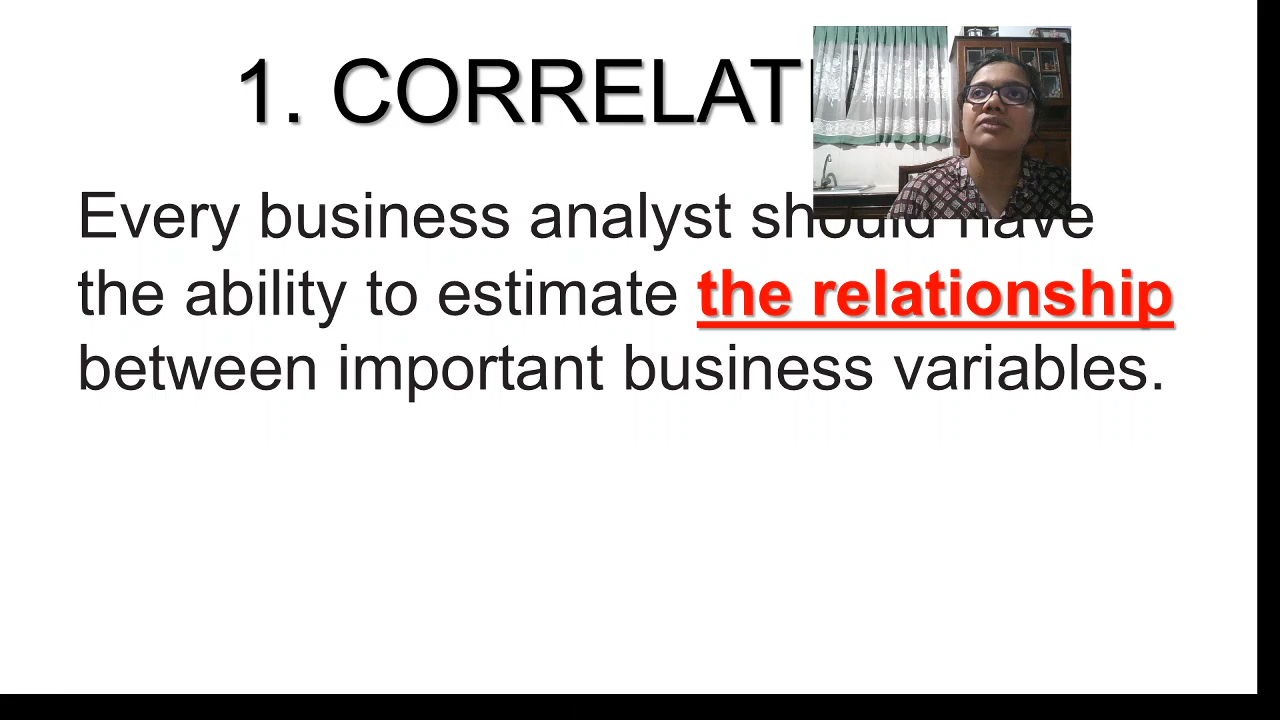 1. CORRELAT
Every business analyst should have
the ability to estimate the relationship
between important business variables.